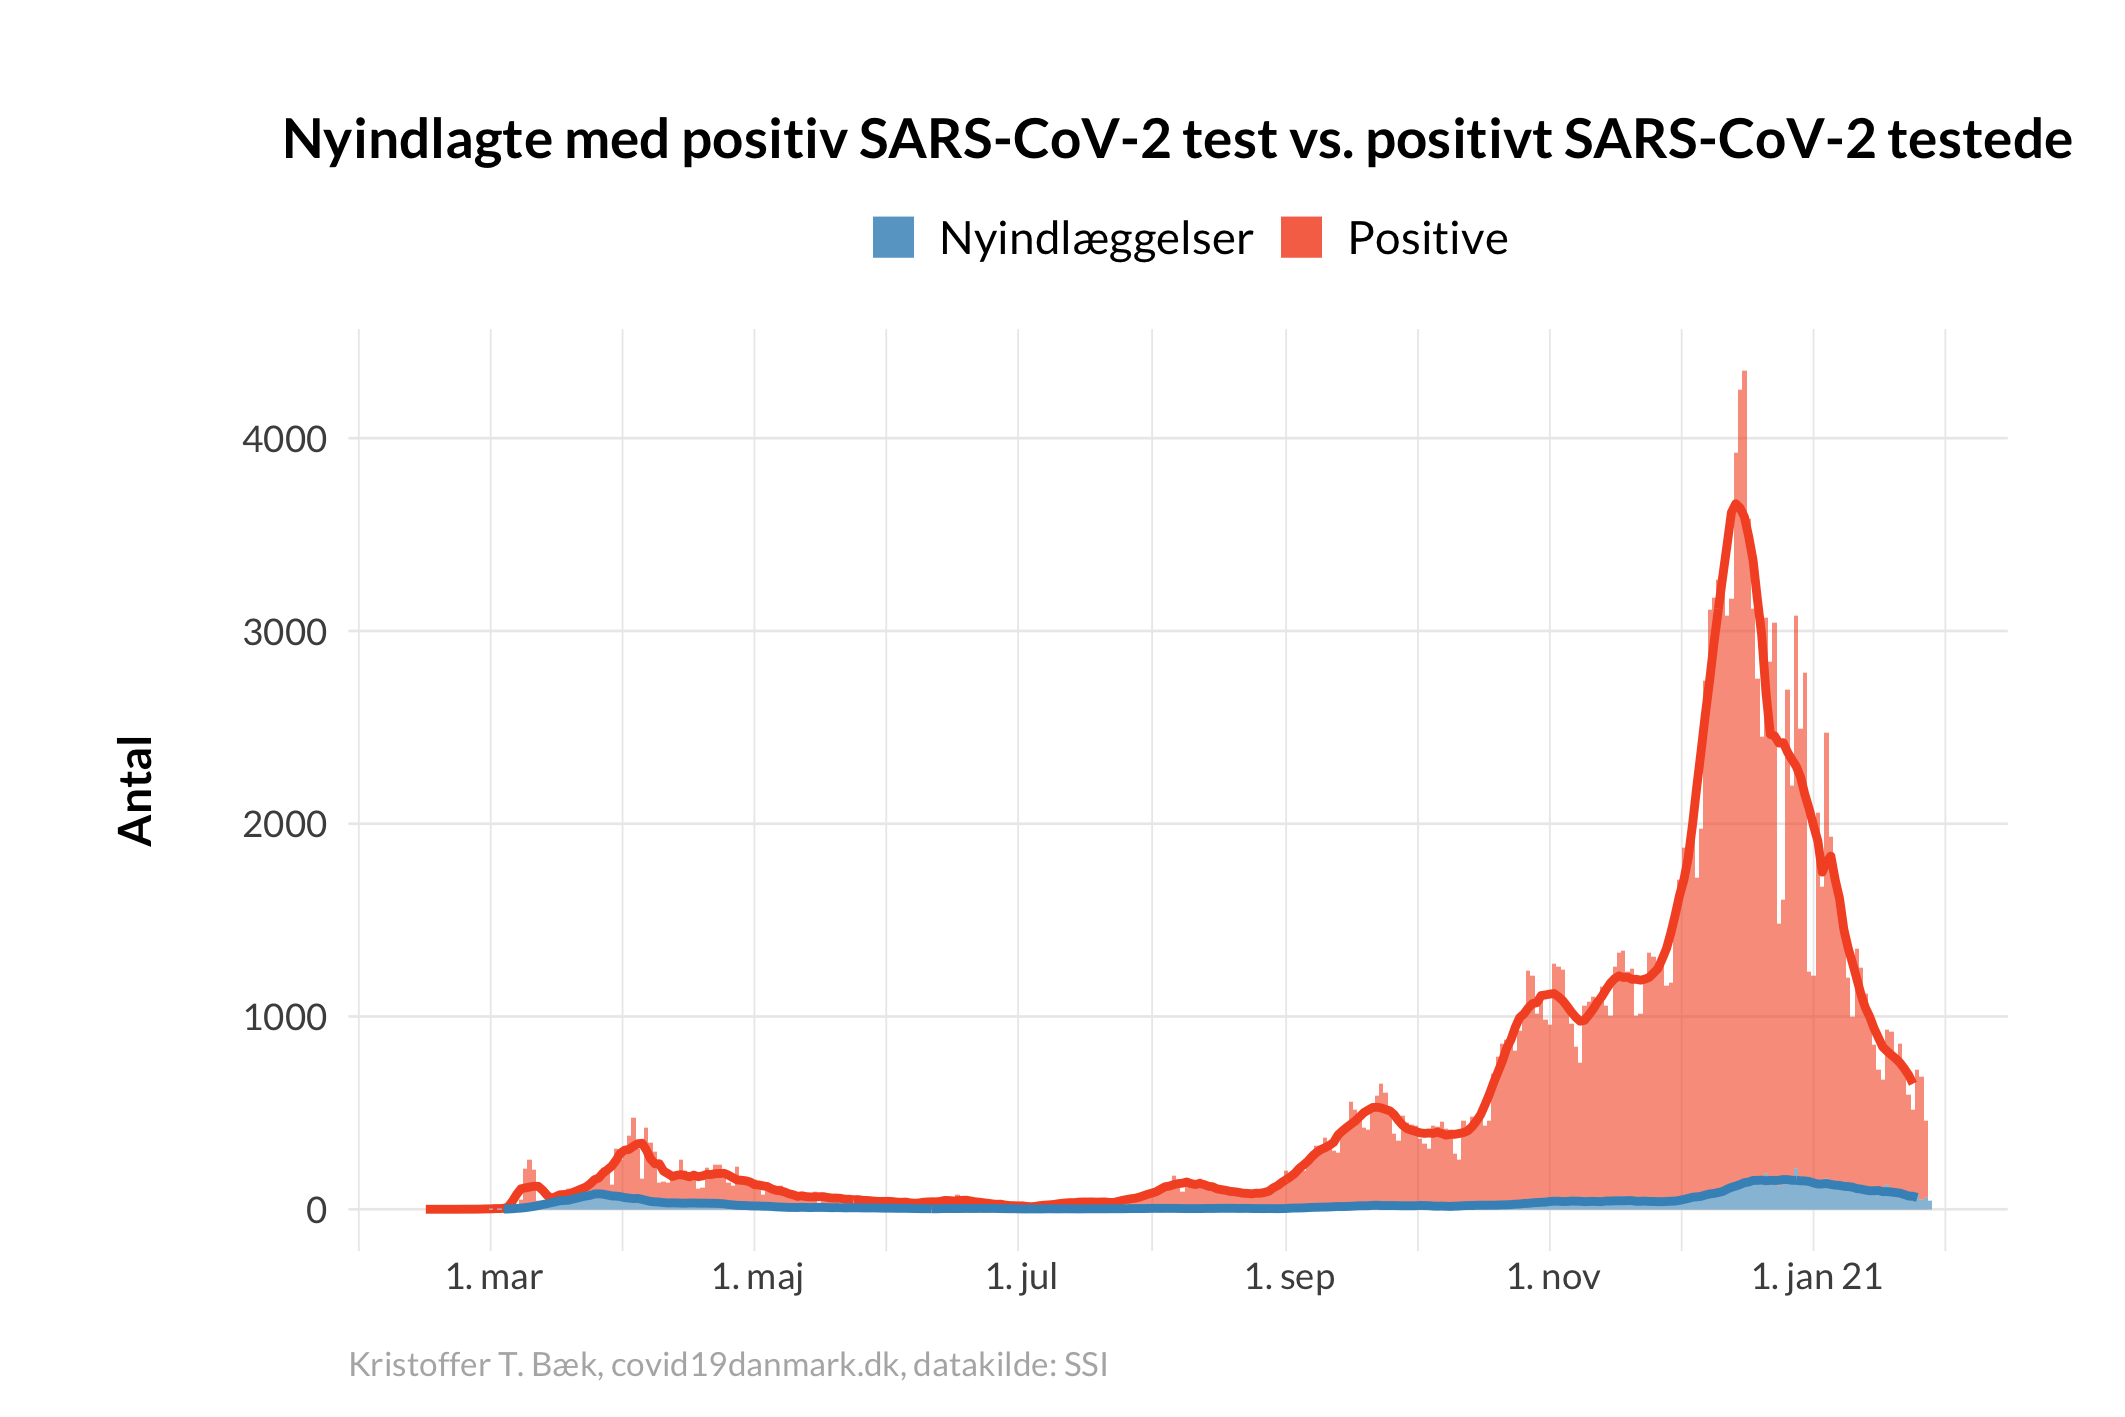 Nyindlagte med positiv SARS-CoV-2 test vs. positivt SARS-CoV-2 testede
Nyindlæggelser Positive
Antal
4000
3000
2000
1000
0
1. mar 1. maj 1. jul 1. sep 1. nov 1. jan 21
Kristoffer T. Bæk, covid19danmark.dk, datakilde: SSI